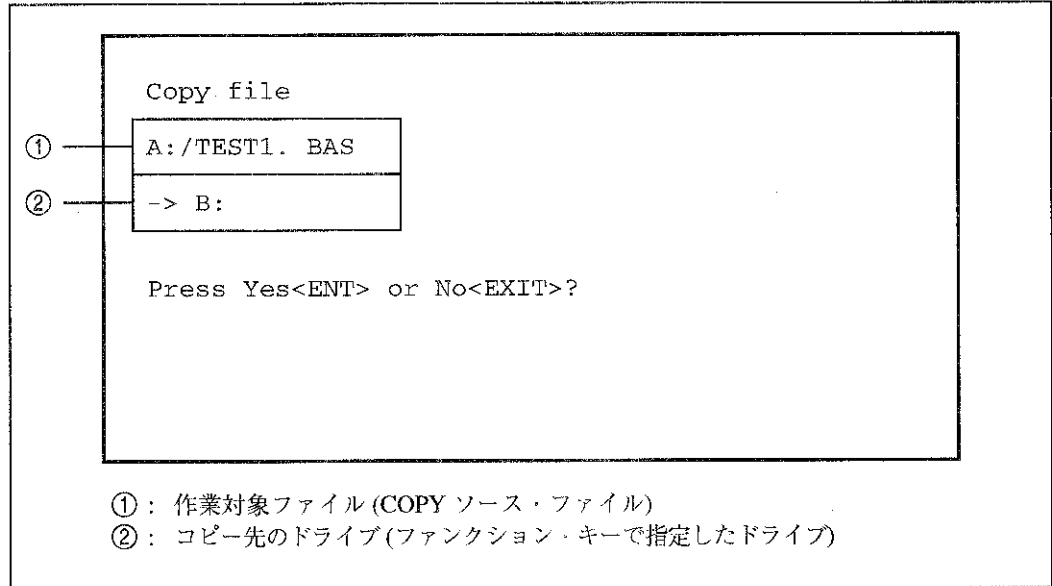 Copy file
① A:/TEST1. BAS
② -> B:
Press Yes<ENT> or No<EXIT>?
①： 作業対象ファイル (COPY ソース・ファイル)
②： コピー先のドライブ (ファンクション・キーで指定したドライブ)